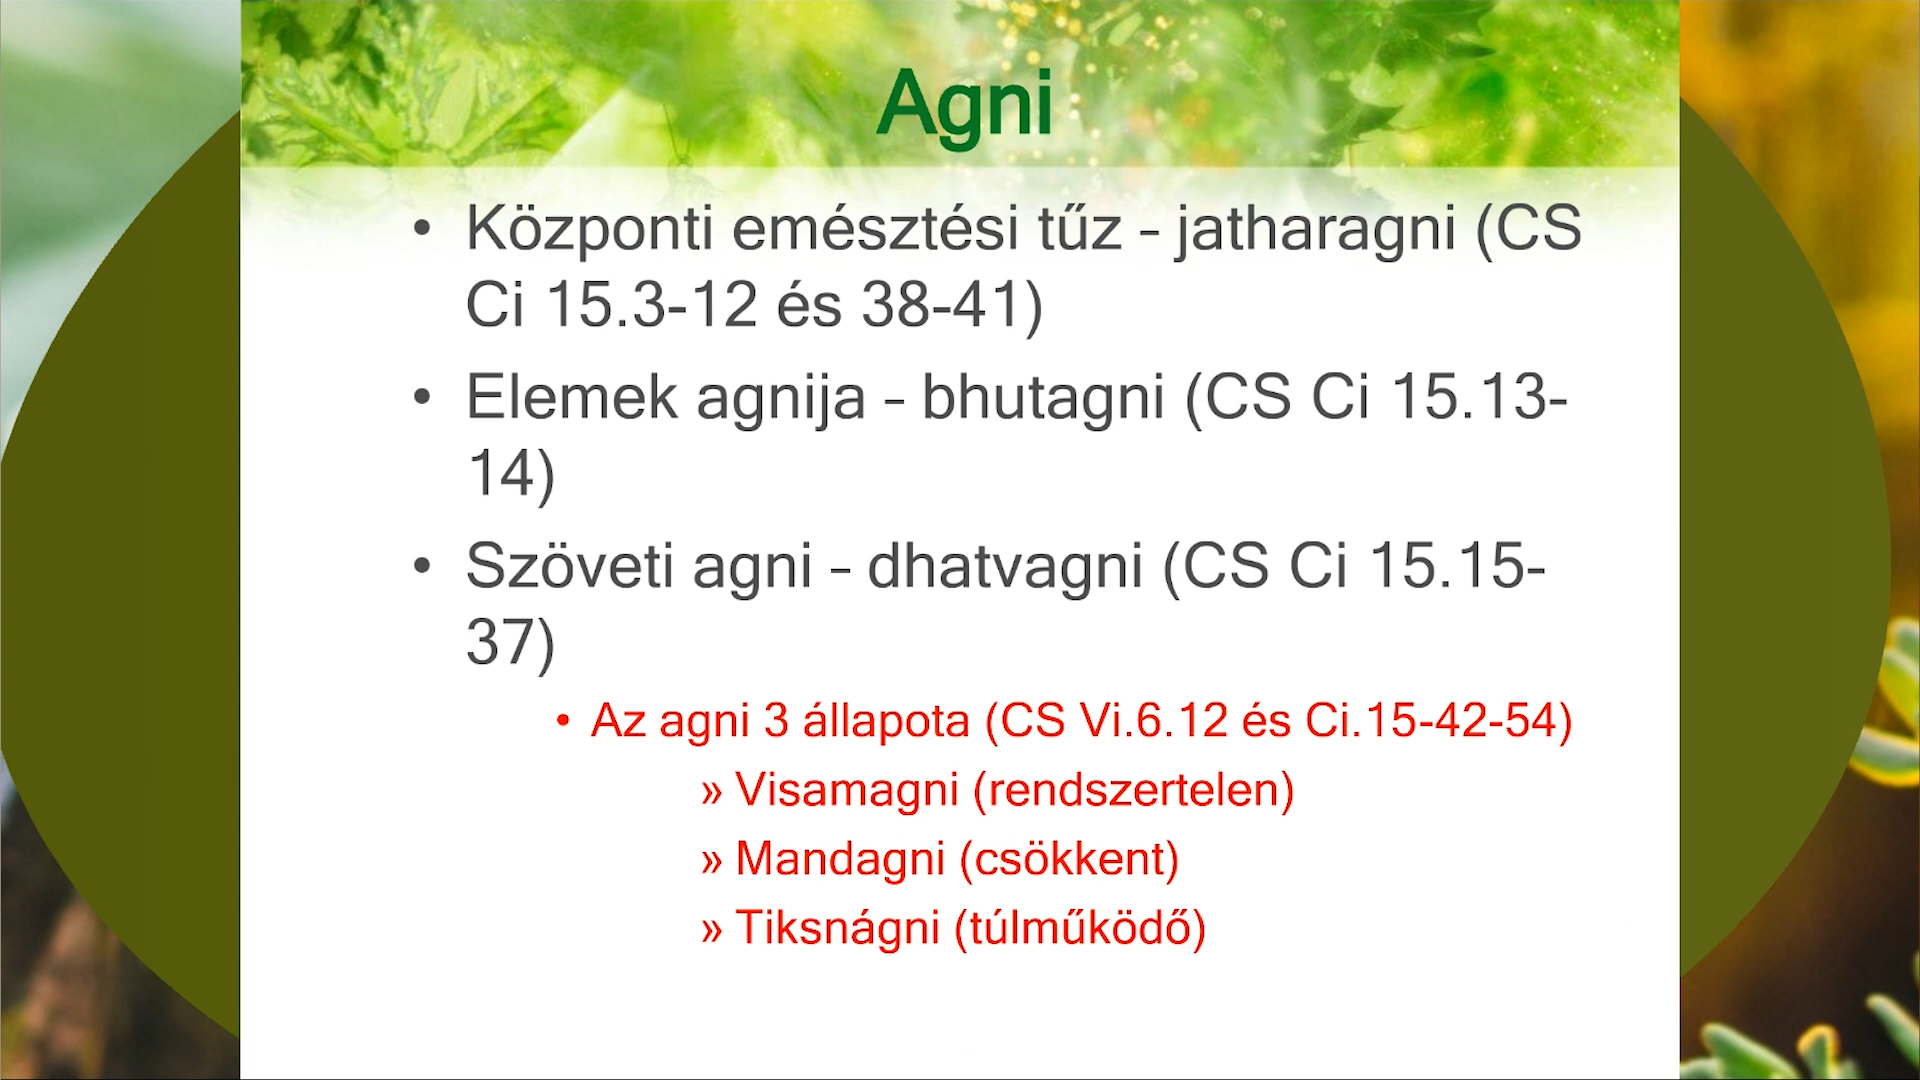 Agni
• Központi emésztési tűz - jatharagni (CS
Ci 15.3-12 és 38-41)
• Elemek agnija - bhutagni (CS Ci 15.13-
14)
• Szöveti agni - dhatvagni (CS Ci 15.15-
37)
• Az agni 3 állapota (CS Vi.6.12 és Ci.15-42-54)
» Visamagni (rendszertelen)
» Mandagni (csökkent)
» Tiksnágni (túlműködő)